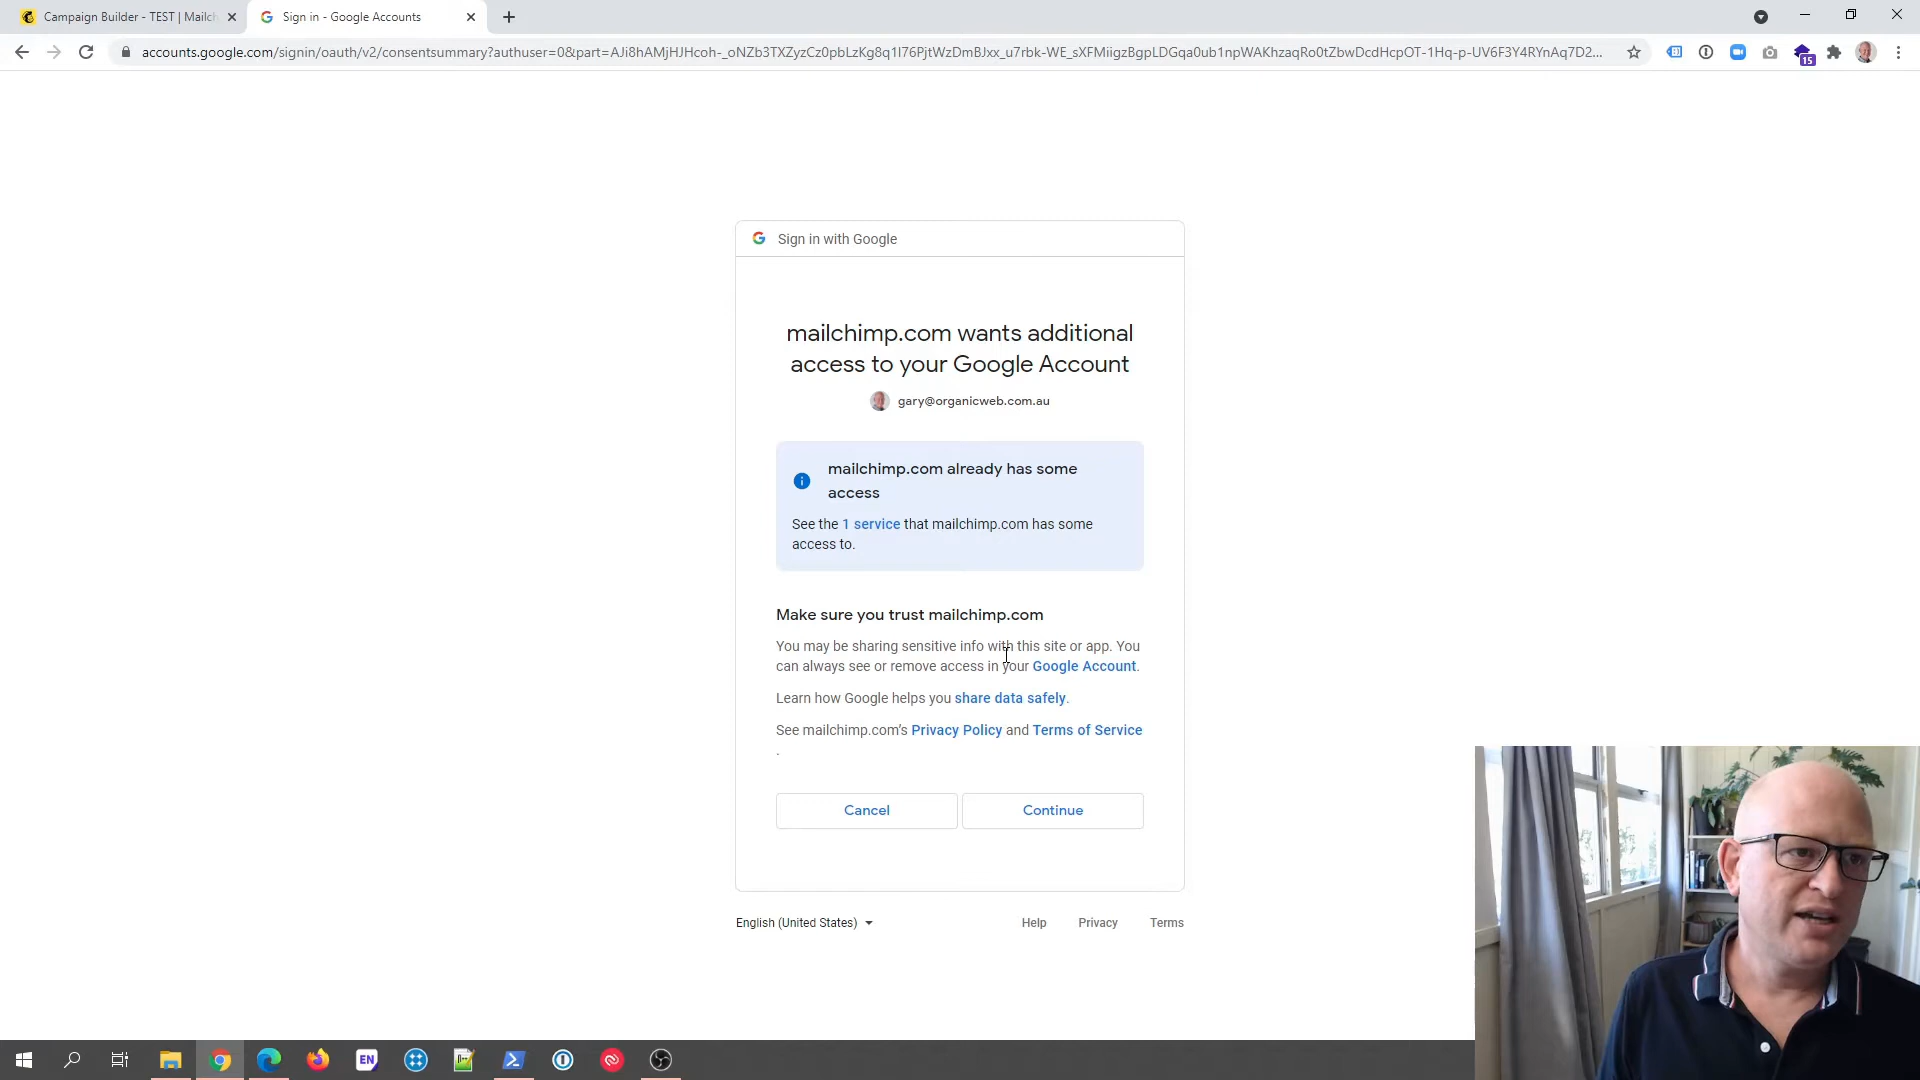 Campaign Builder - TEST | Mailch
Sign in - Google Accounts
accounts.google.com/signin/oauth/v2/consentsummary?authuser=0&part=AJi8hAMjHJHcoh-_oNZb3TXZyzCz0pbLzKg8q1I76PjtWzDmBJxx_u7rbk-WE_sXFMiigzBgpLDGqa0ub1npWAKhzaqRo0tZbwDcdHcpOT-1Hq-p-UV6F3Y4RYnAq7D2...
15
Sign in with Google
mailchimp.com wants additional
access to your Google Account
gary@organicweb.com.au
mailchimp.com already has some
access
See the 1 service that mailchimp.com has some
access to.
Make sure you trust mailchimp.com
You may be sharing sensitive info with this site or app. You
can always see or remove access in your Google Account.
Learn how Google helps you share data safely.
See mailchimp.com's Privacy Policy and Terms of Service
.
Cancel
Continue
English (United States)
Help
Privacy
Terms
EN